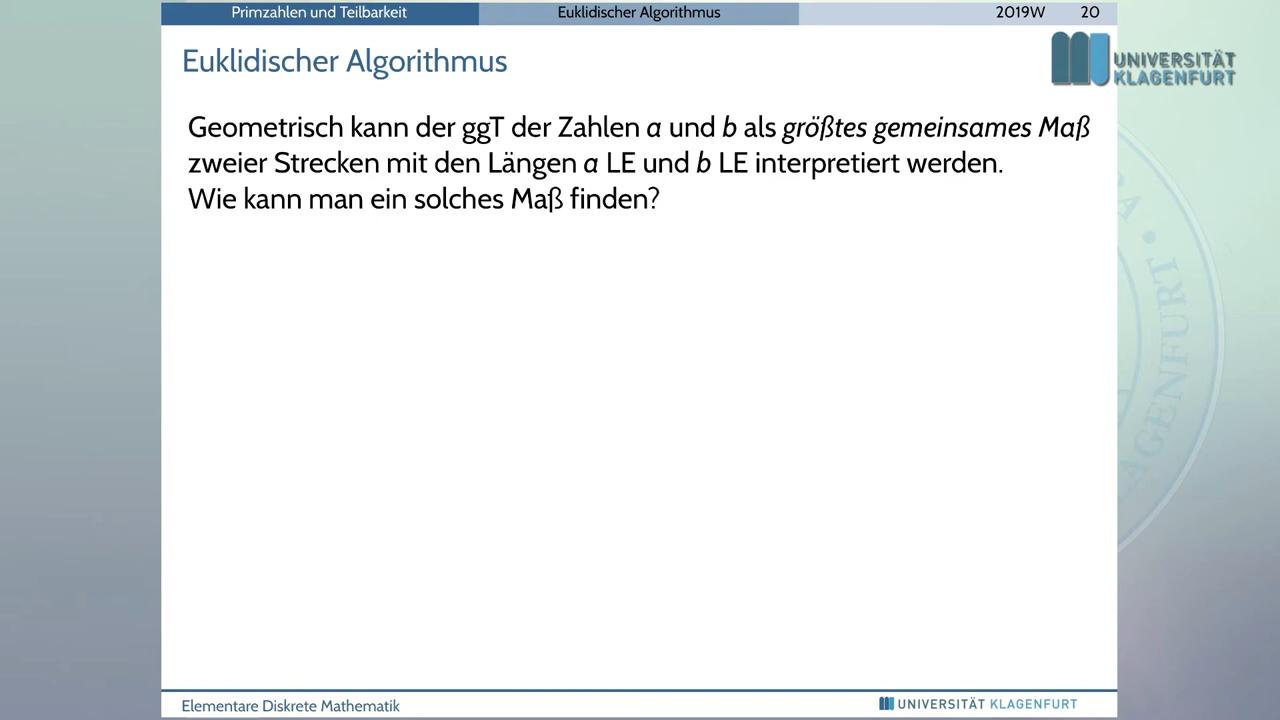 Primzahlen und Teilbarkeit Euklidischer Algorithmus 2019W 20
Euklidischer Algorithmus
UNIVERSITÄT
KLAGENFURT
Geometrisch kann der ggT der Zahlen a und b als größtes gemeinsames Maß
zweier Strecken mit den Längen a LE und b LE interpretiert werden.
Wie kann man ein solches Maß finden?
KLAGENFURT
Elementare Diskrete Mathematik UNIVERSITÄT KLAGENFURT